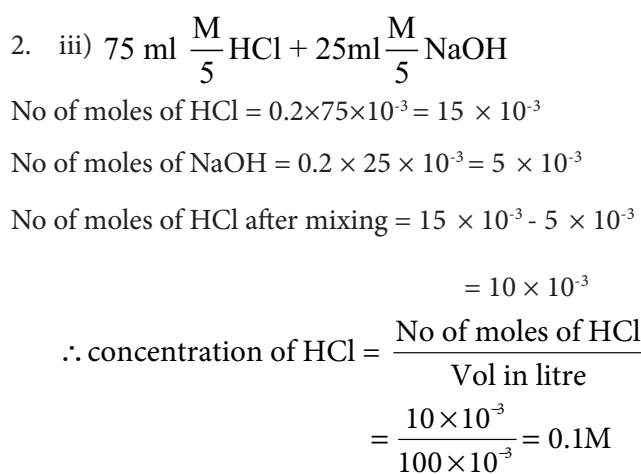 2. iii) 75 ml M/5 HCl + 25ml M/5 NaOH
No of moles of HCl = 0.2×75×10⁻³ = 15 × 10⁻³
No of moles of NaOH = 0.2 × 25 × 10⁻³ = 5 × 10⁻³
No of moles of HCl after mixing = 15 × 10⁻³ - 5 × 10⁻³
= 10 × 10⁻³
∴ concentration of HCl = No of moles of HCl / Vol in litre
= 10×10⁻³ / 100×10⁻³ = 0.1M